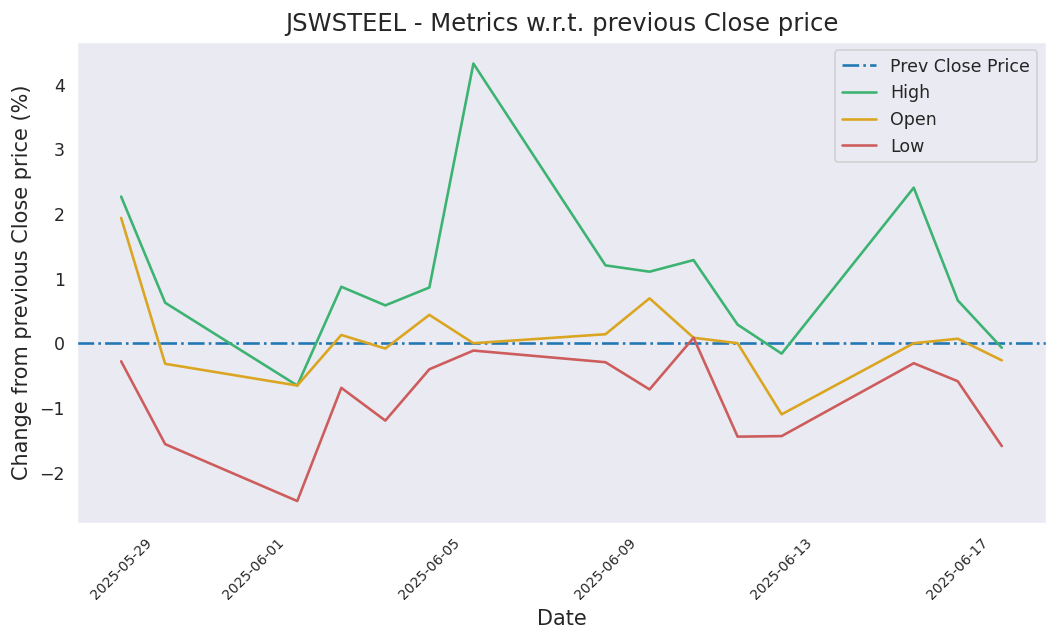 JSWSTEEL - Metrics w.r.t. previous Close price
Prev Close Price
High
Open
Low
Change from previous Close price (%)
4
3
2
1
0
−1
−2
2025-05-29
2025-06-01
2025-06-05
2025-06-09
2025-06-13
2025-06-17
Date